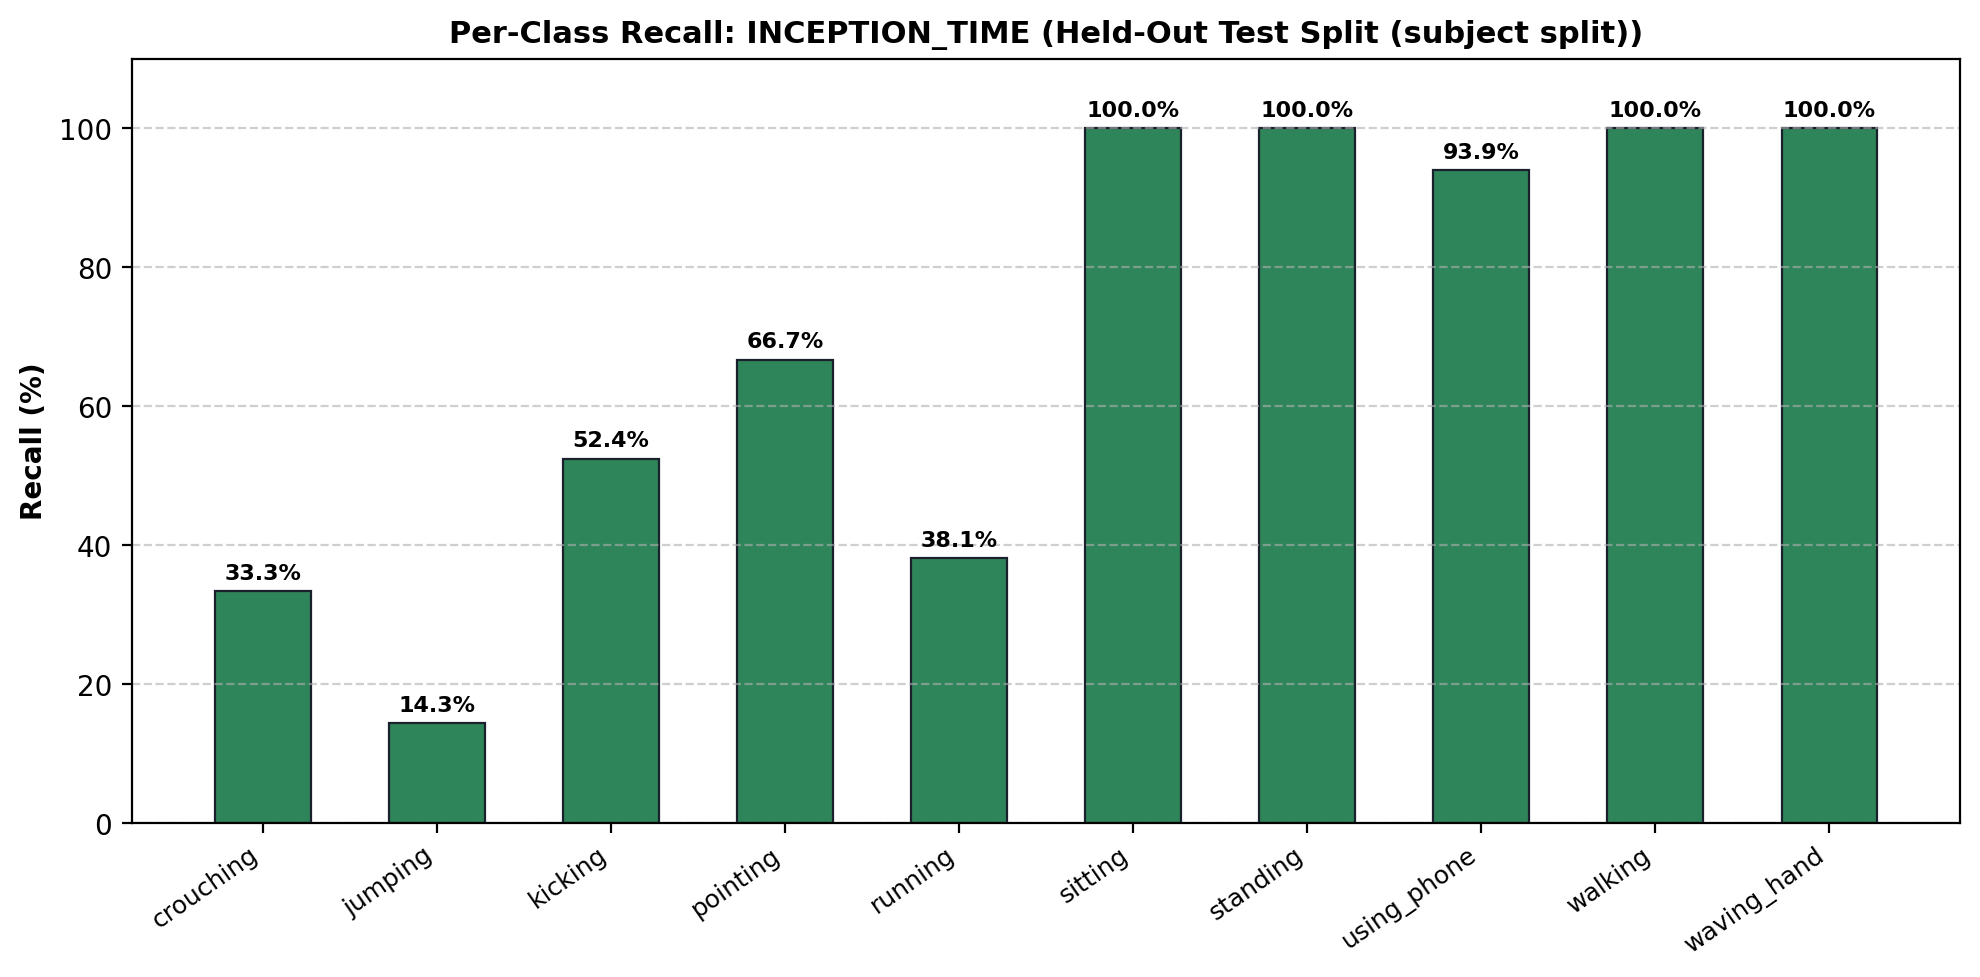 Per-Class Recall: INCEPTION_TIME (Held-Out Test Split (subject split))
Recall (%)
100
80
60
40
20
0
33.3%
14.3%
52.4%
66.7%
38.1%
100.0%
100.0%
93.9%
100.0%
100.0%
crouching
jumping
kicking
pointing
running
sitting
standing
using_phone
walking
waving_hand